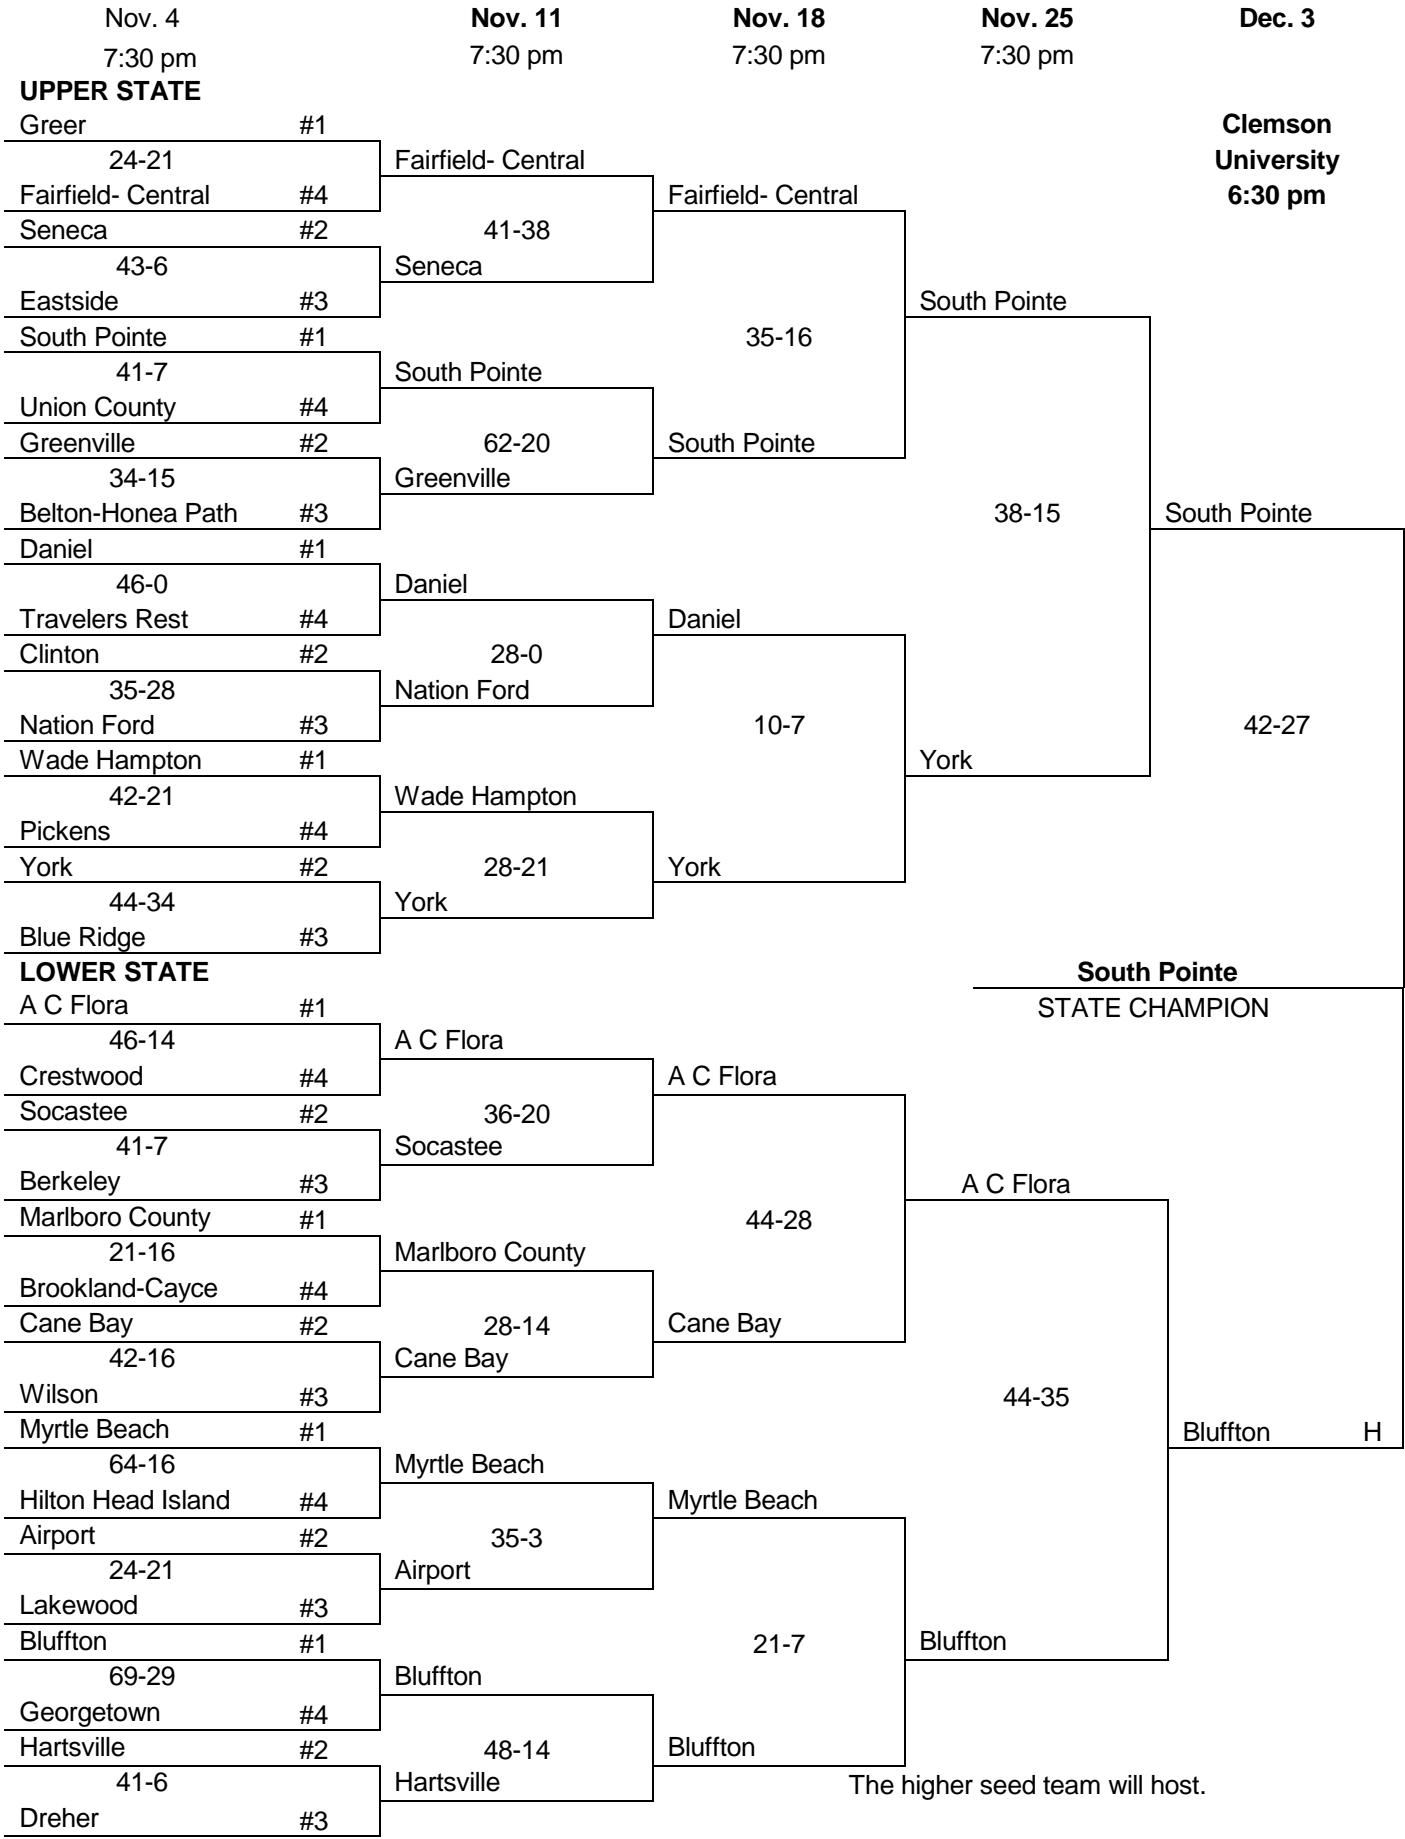 Nov. 4 Nov. 11 Nov. 18 Nov. 25 Dec. 3
7:30 pm 7:30 pm 7:30 pm 7:30 pm
UPPER STATE
Greer #1 Clemson
24-21 Fairfield- Central University
Fairfield- Central #4 Fairfield- Central 6:30 pm
Seneca #2 41-38
43-6 Seneca
Eastside #3 South Pointe
South Pointe #1 35-16
41-7 South Pointe
Union County #4
Greenville #2 62-20 South Pointe
34-15 Greenville
Belton-Honea Path #3 38-15 South Pointe
Daniel #1
46-0 Daniel
Travelers Rest #4 Daniel
Clinton #2 28-0
35-28 Nation Ford
Nation Ford #3 10-7 42-27
Wade Hampton #1 York
42-21 Wade Hampton
Pickens #4
York #2 28-21 York
44-34 York
Blue Ridge #3
LOWER STATE South Pointe
A C Flora #1 STATE CHAMPION
46-14 A C Flora
Crestwood #4 A C Flora
Socastee #2 36-20
41-7 Socastee
Berkeley #3 A C Flora
Marlboro County #1 44-28
21-16 Marlboro County
Brookland-Cayce #4
Cane Bay #2 28-14 Cane Bay
42-16 Cane Bay
Wilson #3 44-35
Myrtle Beach #1 Bluffton H
64-16 Myrtle Beach
Hilton Head Island #4 Myrtle Beach
Airport #2 35-3
24-21 Airport
Lakewood #3
Bluffton #1 21-7 Bluffton
69-29 Bluffton
Georgetown #4
Hartsville #2 48-14 Bluffton
41-6 Hartsville The higher seed team will host.
Dreher #3